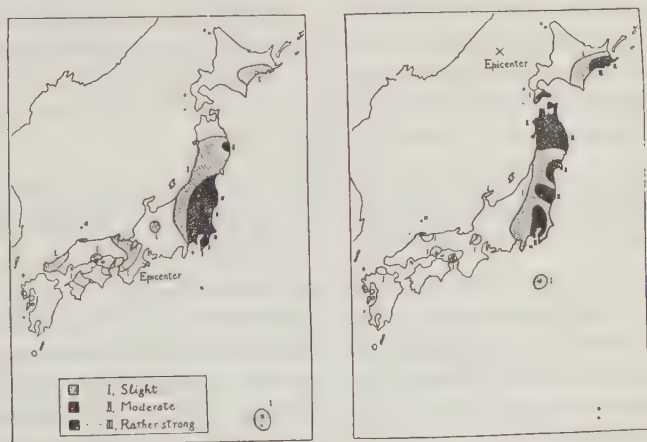 Epicenter
I, Slight
II, Moderate
III, Rather strong
Epicenter